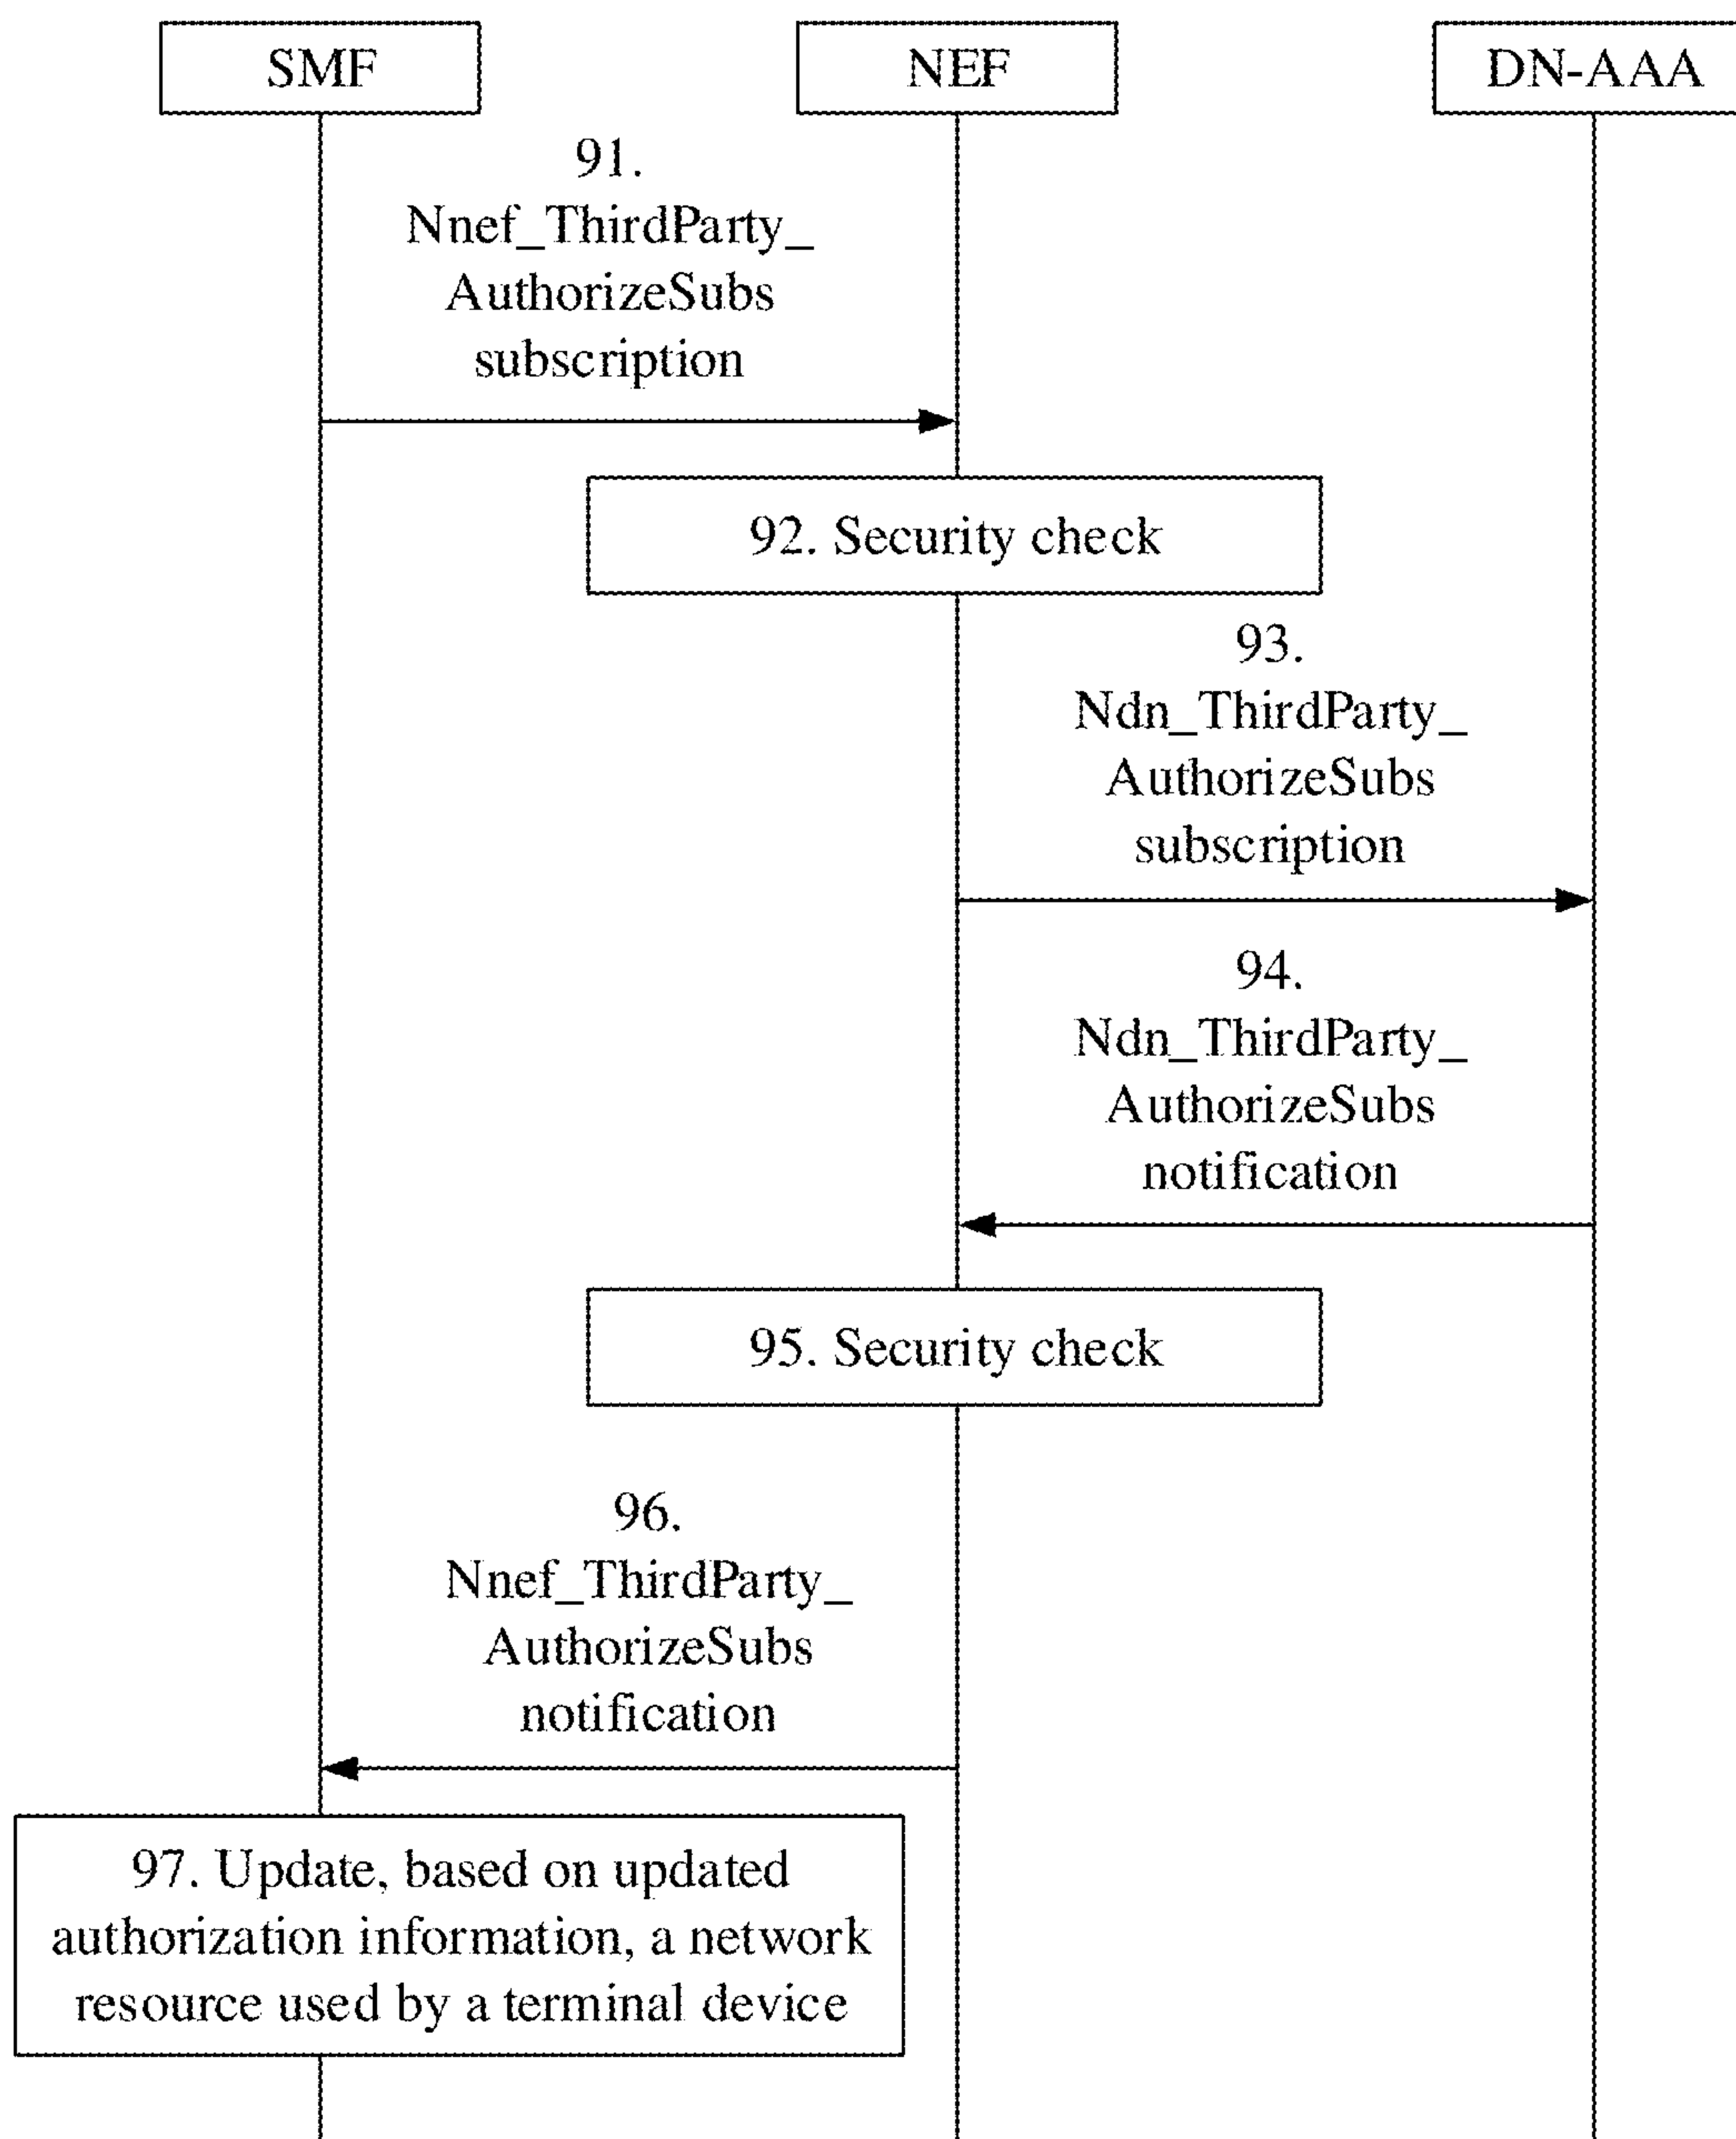 SMF
NEF
DN-AAA
91.
Nnef_ThirdParty_
AuthorizeSubs
subscription
92. Security check
93.
Ndn_ThirdParty_
AuthorizeSubs
subscription
94.
Ndn_ThirdParty_
AuthorizeSubs
notification
95. Security check
96.
Nnef_ThirdParty_
AuthorizeSubs
notification
97. Update, based on updated
authorization information, a network
resource used by a terminal device